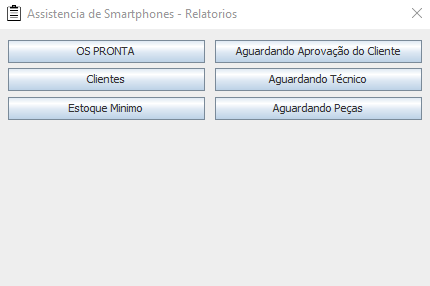 Assistencia de Smartphones - Relatorios
OS PRONTA
Aguardando Aprovação do Cliente
Clientes
Aguardando Técnico
Estoque Minimo
Aguardando Peças